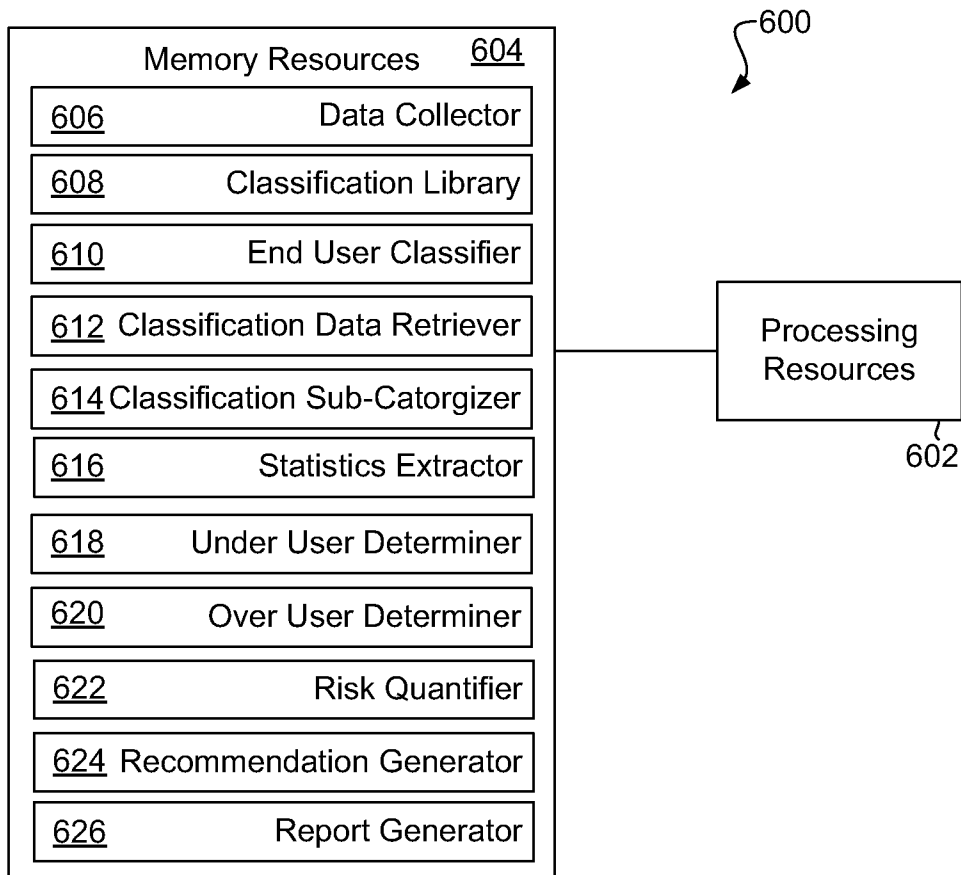 600
Memory Resources 604
606 Data Collector
608 Classification Library
610 End User Classifier
612 Classification Data Retriever
614 Classification Sub-Catorgizer
616 Statistics Extractor
618 Under User Determiner
620 Over User Determiner
622 Risk Quantifier
624 Recommendation Generator
626 Report Generator
Processing
Resources
602